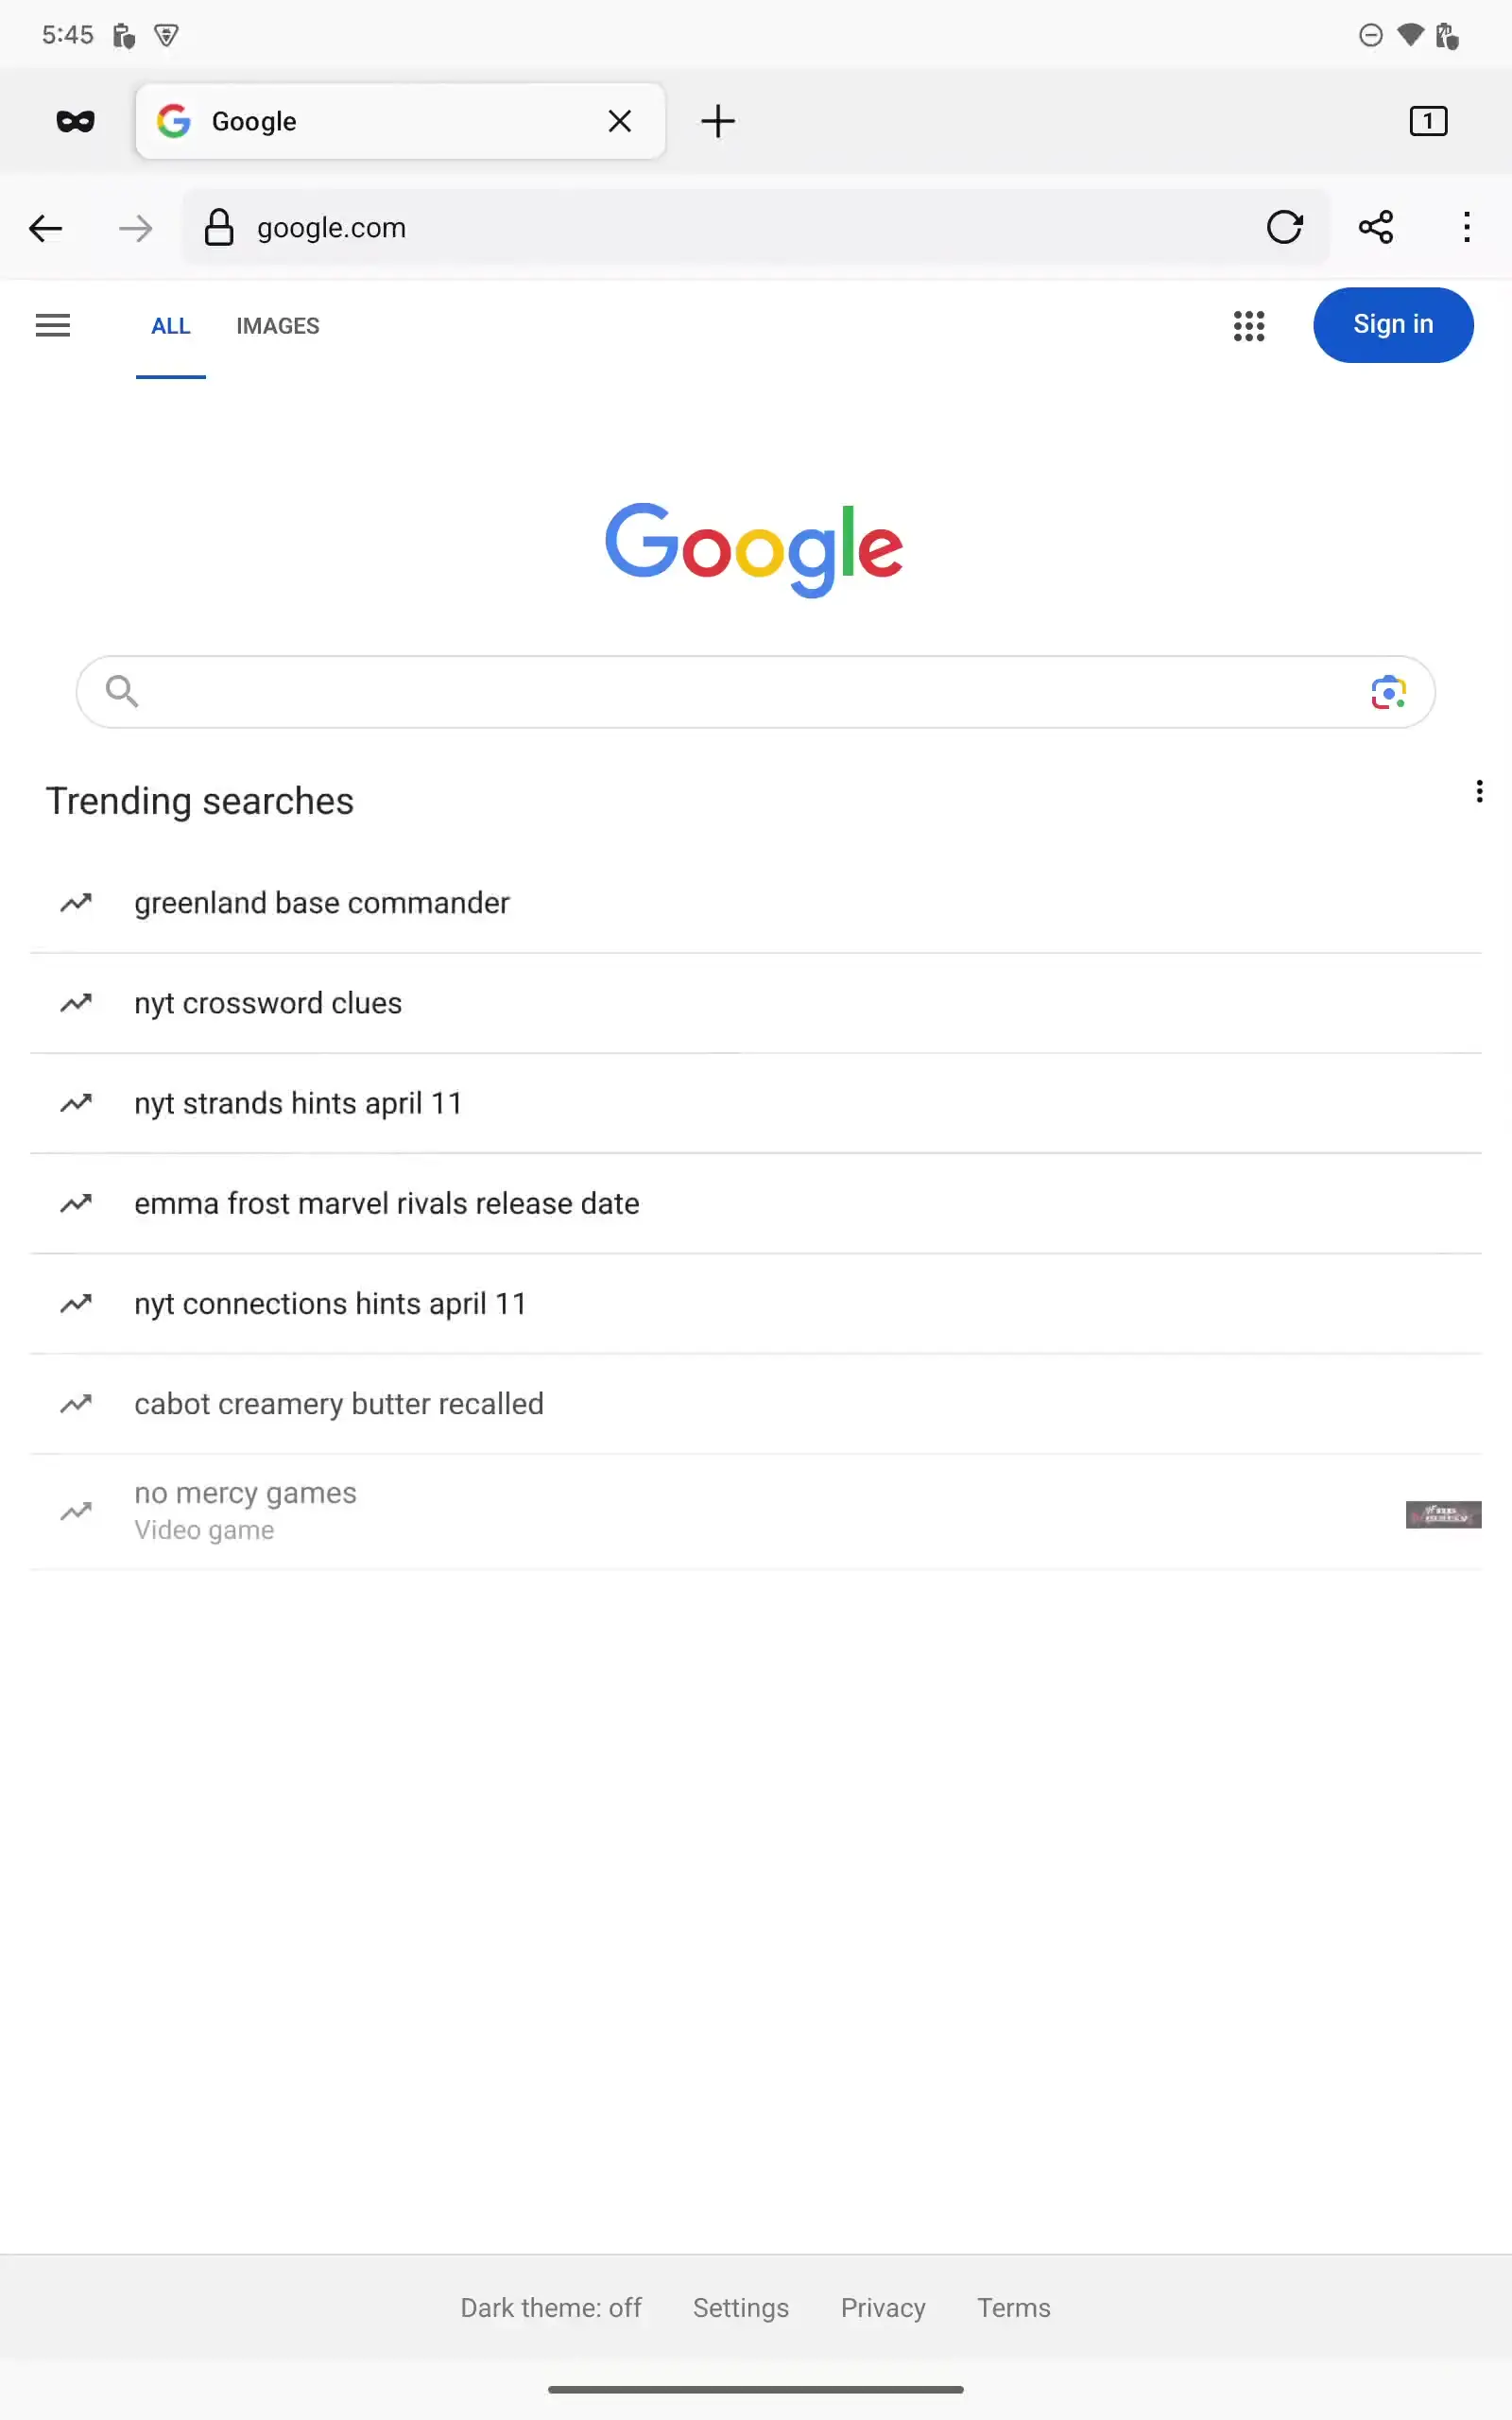 5:45
Google
1
google.com
ALL IMAGES
Sign in
Google
Trending searches
greenland base commander
nyt crossword clues
nyt strands hints april 11
emma frost marvel rivals release date
nyt connections hints april 11
cabot creamery butter recalled
no mercy games
Video game
Dark theme: off Settings Privacy Terms